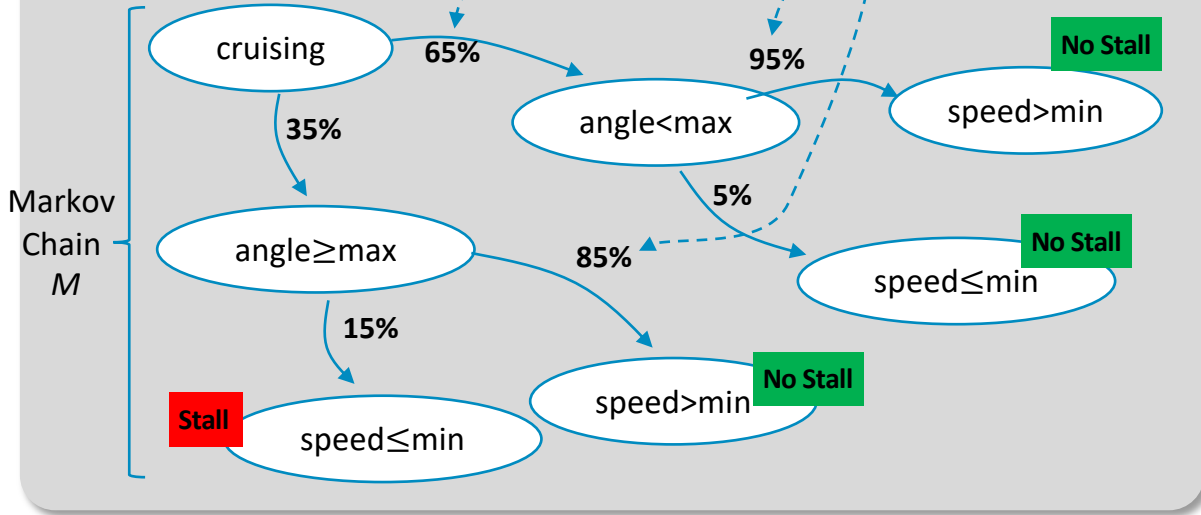 Markov
Chain
M
cruising
65%
95%
No Stall
angle<max
speed>min
35%
5%
angle≥max
85%
No Stall
speed≤min
15%
No Stall
speed>min
Stall
speed≤min